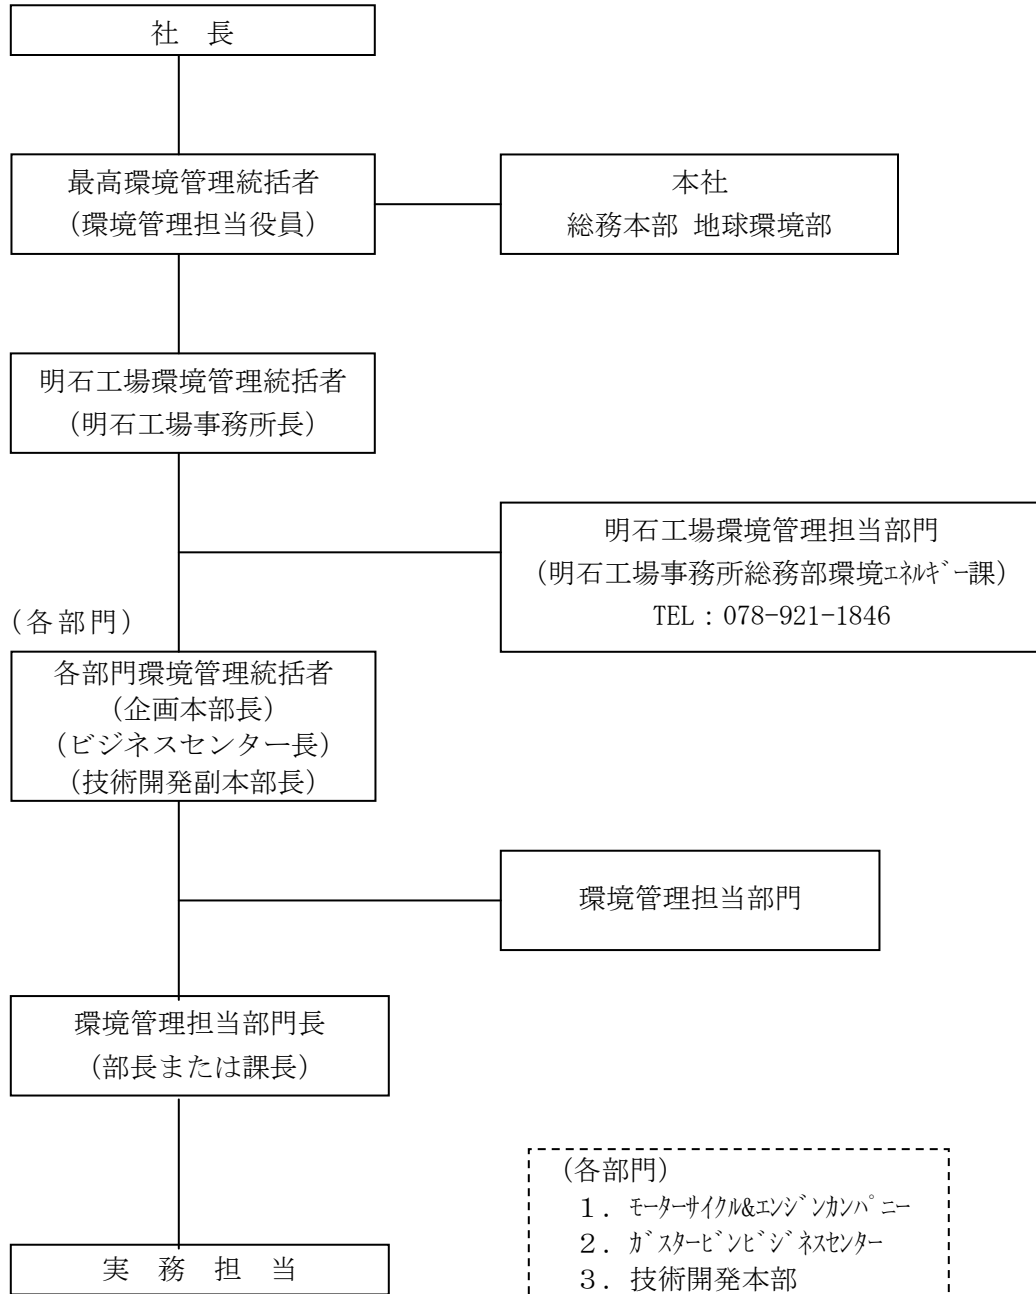 社 長
最高環境管理統括者
(環境管理担当役員)
本社
総務本部 地球環境部
明石工場環境管理統括者
(明石工場事務所長)
明石工場環境管理担当部門
(明石工場事務所総務部環境ｴﾈﾙｷﾞｰ課)
TEL：078-921-1846
(各部門)
各部門環境管理統括者
(企画本部長)
(ビジネスセンター長)
(技術開発副本部長)
環境管理担当部門
環境管理担当部門長
(部長または課長)
実 務 担 当
(各部門)
１．ﾓｰﾀｰｻｲｸﾙ&ｴﾝｼﾞﾝｶﾝﾊﾟﾆｰ
２．ｶﾞｽﾀｰﾋﾞﾝﾋﾞｼﾞﾈｽｾﾝﾀｰ
３．技術開発本部